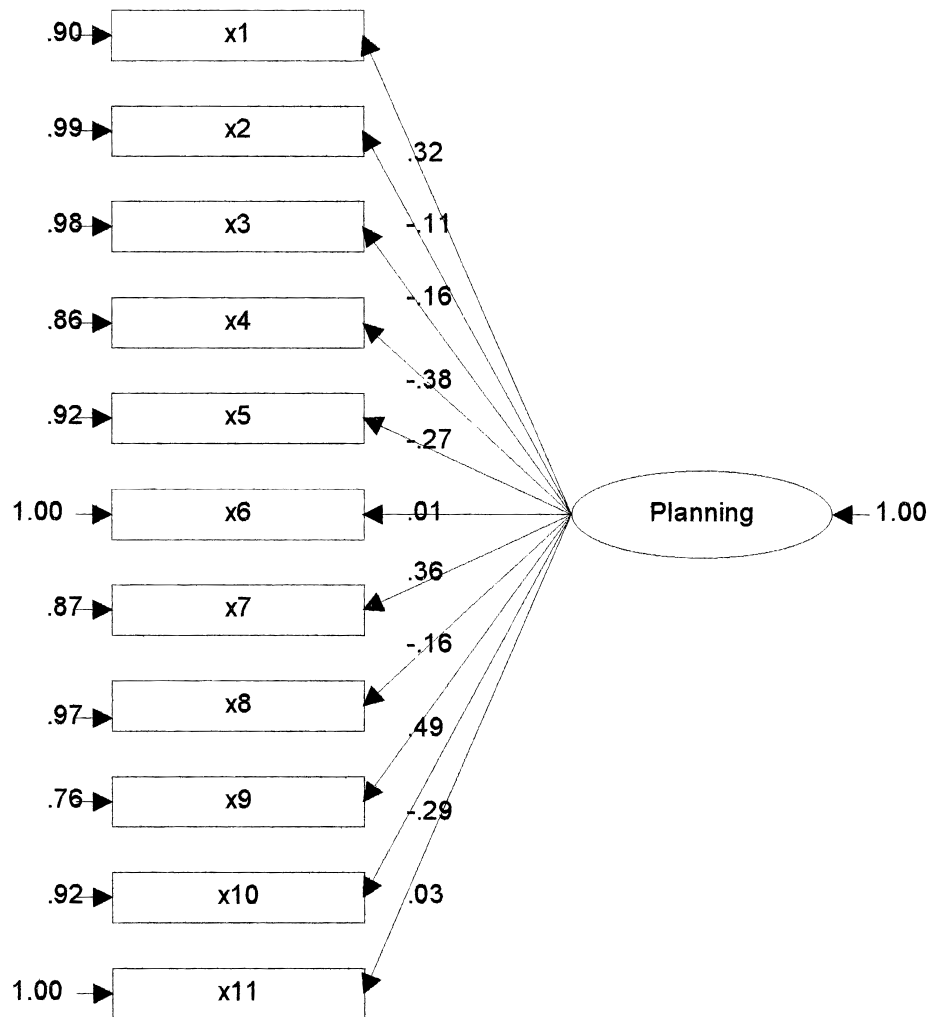 .90 x1
.99 x2
.32
-.11
.98 x3
-.16
.86 x4
-.38
.92 x5
-.27
1.00 x6 .01 Planning 1.00
.36
.87 x7
-.16
.97 x8
.49
.76 x9
-.29
.92 x10 .03
1.00 x11